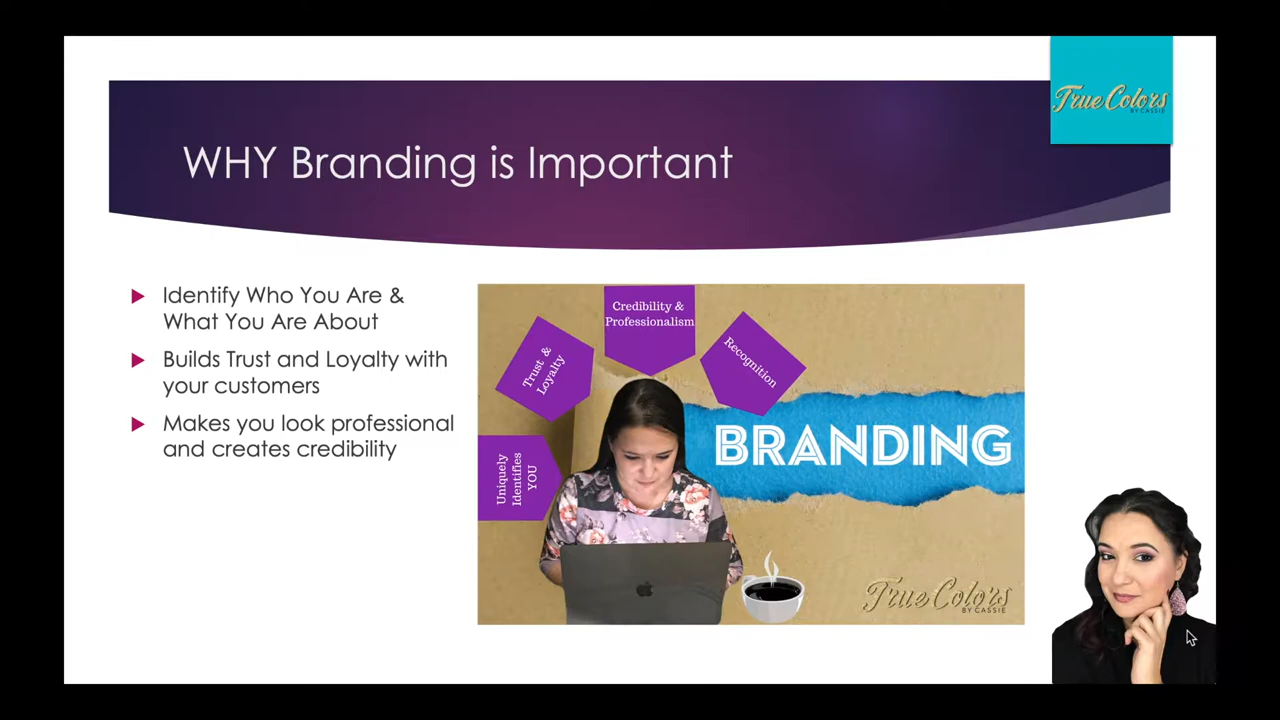 True Colors
BY CASSIE
WHY Branding is Important
Identify Who You Are &
What You Are About
Builds Trust and Loyalty with
your customers
Makes you look professional
and creates credibility
Uniquely
Identifies
YOU
Trust &
Loyalty
Credibility &
Professionalism
Recognition
BRANDING
True Colors
BY CASSIE